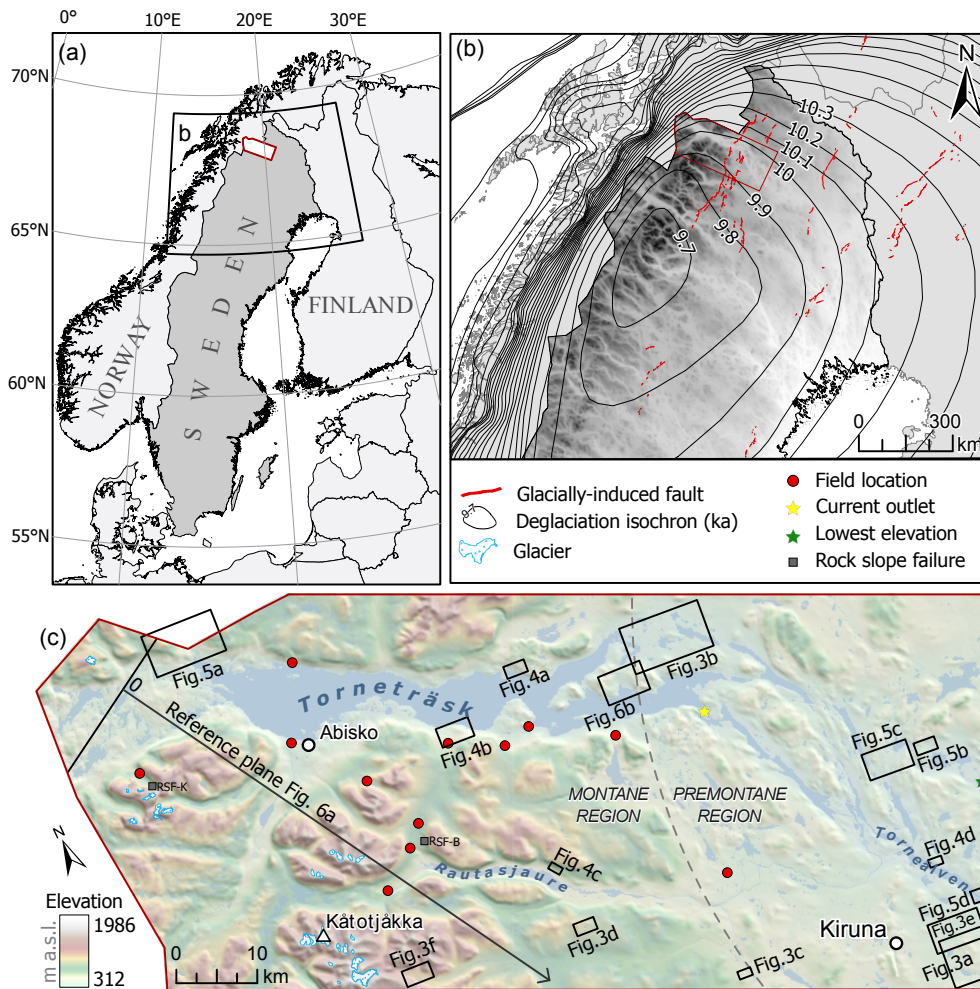 0° 10°E 20°E 30°E
(a)
70°N
65°N
60°N
55°N
b
NORWAY
SWEDEN
FINLAND
(b)
N
10.3
10.2
10.1
10
9.9
9.8
9.7
0 300
km
Glacially-induced fault
9.7
Deglaciation isochron (ka)
Glacier
Field location
Current outlet
Lowest elevation
Rock slope failure
(c)
Fig.5a
0
Torneträsk
Fig.4a
Fig.3b
Fig.6b
Reference plane Fig. 6a
Abisko
Fig.4b
Fig.5c
Fig.5b
RSF-K
MONTANE
REGION
PREMONTANE
REGION
N
RSF-B
Rautasjaure
Fig.4c
Torneälven
Fig.4d
Elevation
m a.s.l.
1986
312
0 10
km
Kåtotjåkka
Fig.3f
Fig.3d
Fig.3c
Kiruna
Fig.5d
Fig.3e
Fig.3a